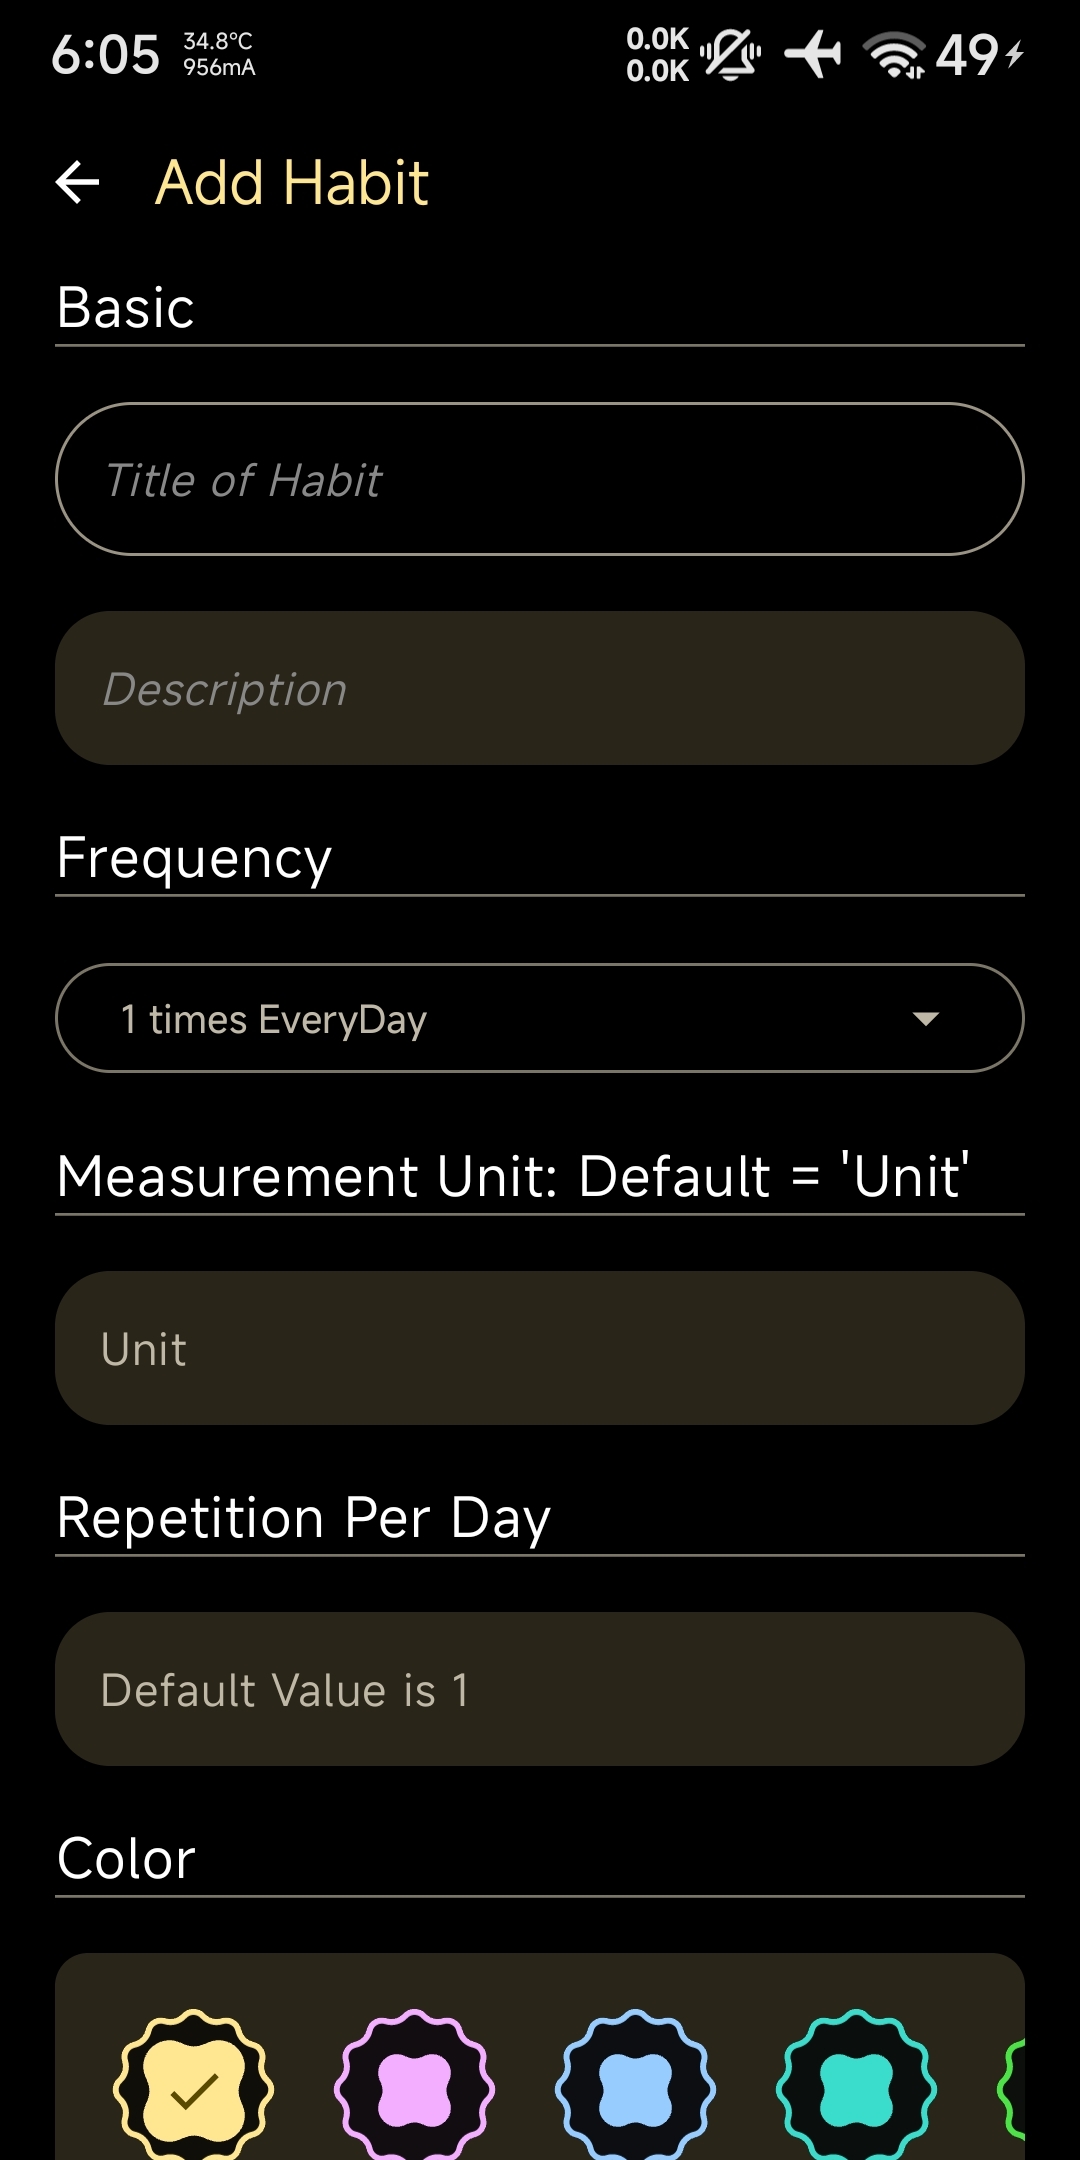 6:05 34.8°C 0.0K 49
956mA 0.0K
Add Habit
Basic
Title of Habit
Description
Frequency
1 times EveryDay
Measurement Unit: Default = 'Unit'
Unit
Repetition Per Day
Default Value is 1
Color